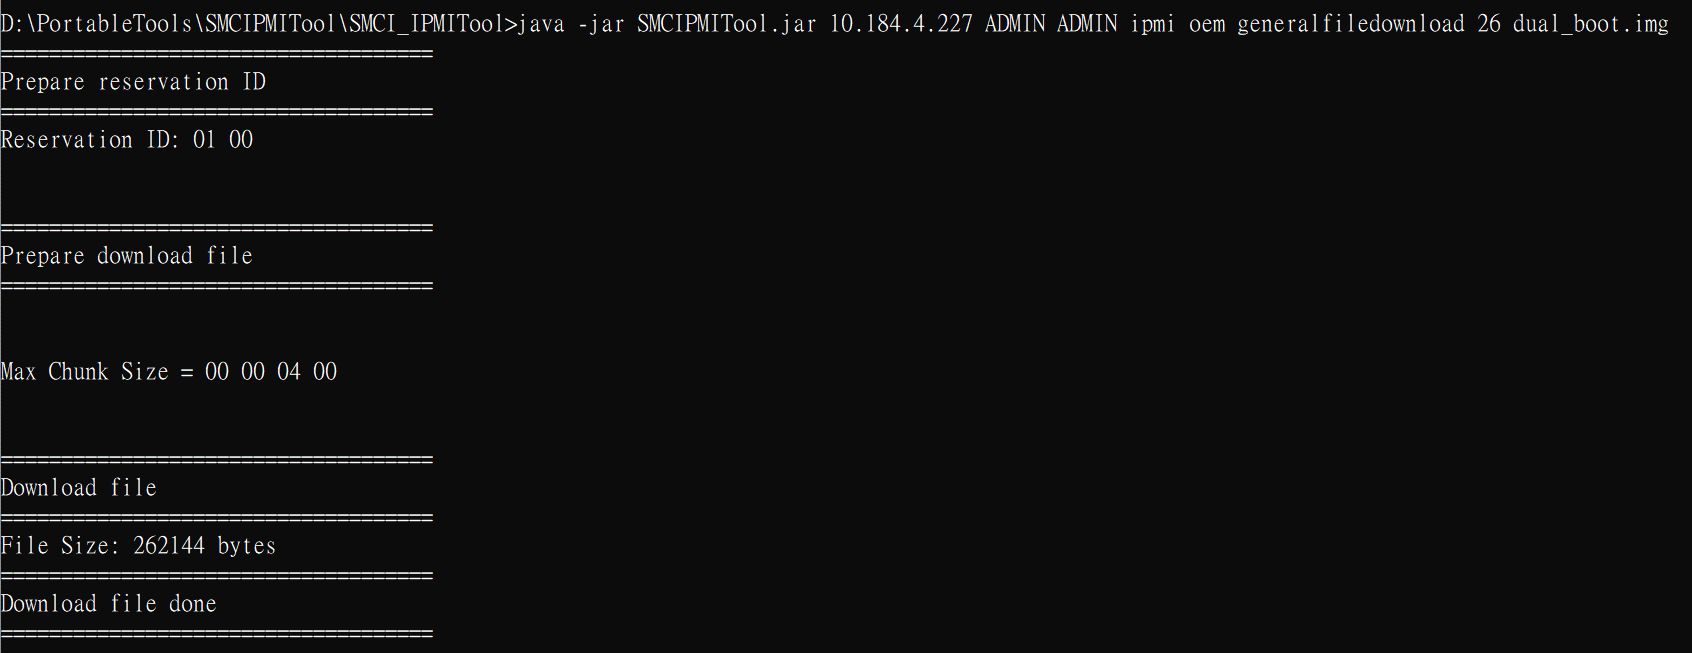 D:\PortableTools\SMCIPMITool\SMCI_IPMITool>java -jar SMCIPMITool.jar 10.184.4.227 ADMIN ADMIN ipmi oem generalfiledownload 26 dual_boot.img
====================================
Prepare reservation ID
====================================
Reservation ID: 01 00
====================================
Prepare download file
====================================
Max Chunk Size = 00 00 04 00
====================================
Download file
====================================
File Size: 262144 bytes
====================================
Download file done
====================================